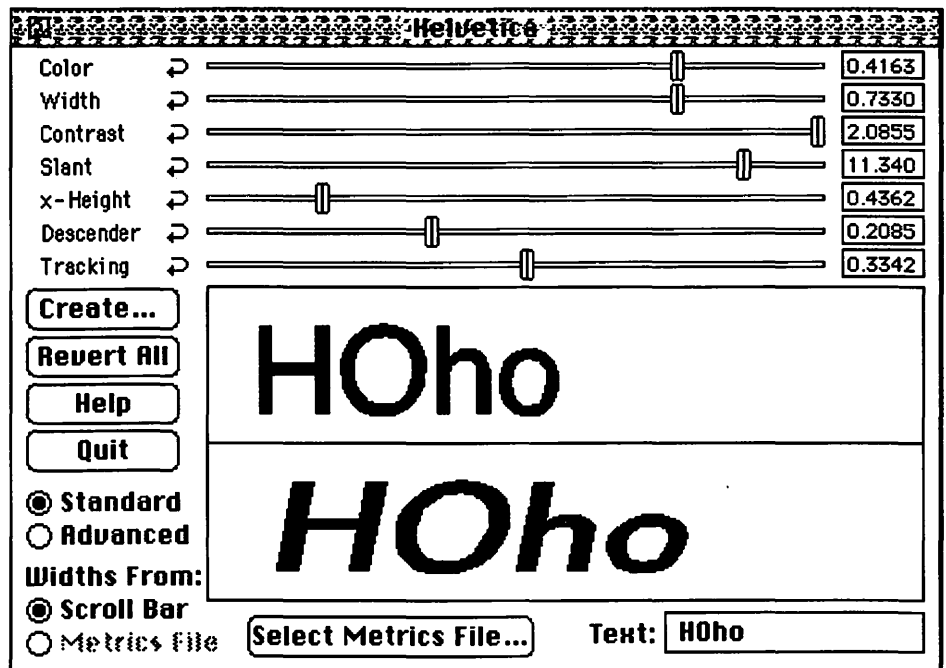 Helvetica
Color 0.4163
Width 0.7330
Contrast 2.0855
Slant 11.340
x-Height 0.4362
Descender 0.2085
Tracking 0.3342
Create...
Revert All
Help
Quit
Standard
Advanced
Widths From:
Scroll Bar
Metrics File
HOho
HOho
Select Metrics File...
Text: HOho